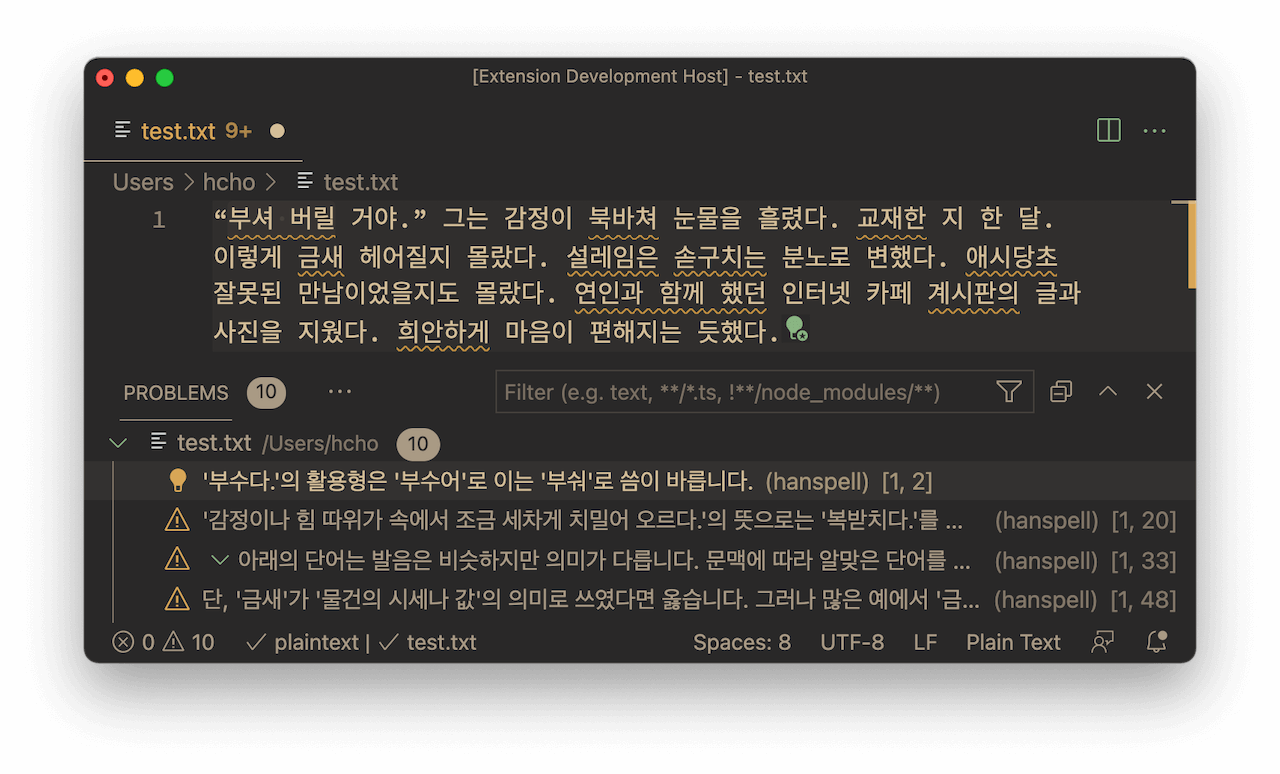 [Extension Development Host] - test.txt
test.txt 9+
Users > hcho > test.txt
1 “부셔 버릴 거야.” 그는 감정이 북바쳐 눈물을 흘렸다. 교재한 지 한 달.
이렇게 금새 헤어질지 몰랐다. 설레임은 솓구치는 분노로 변했다. 애시당초
잘못된 만남이었을지도 몰랐다. 연인과 함께 했던 인터넷 카페 계시판의 글과
사진을 지웠다. 희안하게 마음이 편해지는 듯했다.
PROBLEMS 10 ... Filter (e.g. text, **/*.ts, !**/node_modules/**)
test.txt /Users/hcho 10
'부수다.'의 활용형은 '부수어'로 이는 '부숴'로 씀이 바릅니다. (hanspell) [1, 2]
'감정이나 힘 따위가 속에서 조금 세차게 치밀어 오르다.'의 뜻으로는 '복받치다.'를 ... (hanspell) [1, 20]
아래의 단어는 발음은 비슷하지만 의미가 다릅니다. 문맥에 따라 알맞은 단어를 ... (hanspell) [1, 33]
단, '금새'가 '물건의 시세나 값'의 의미로 쓰였다면 옳습니다. 그러나 많은 예에서 '금... (hanspell) [1, 48]
0 10 ✓ plaintext | ✓ test.txt Spaces: 8 UTF-8 LF Plain Text